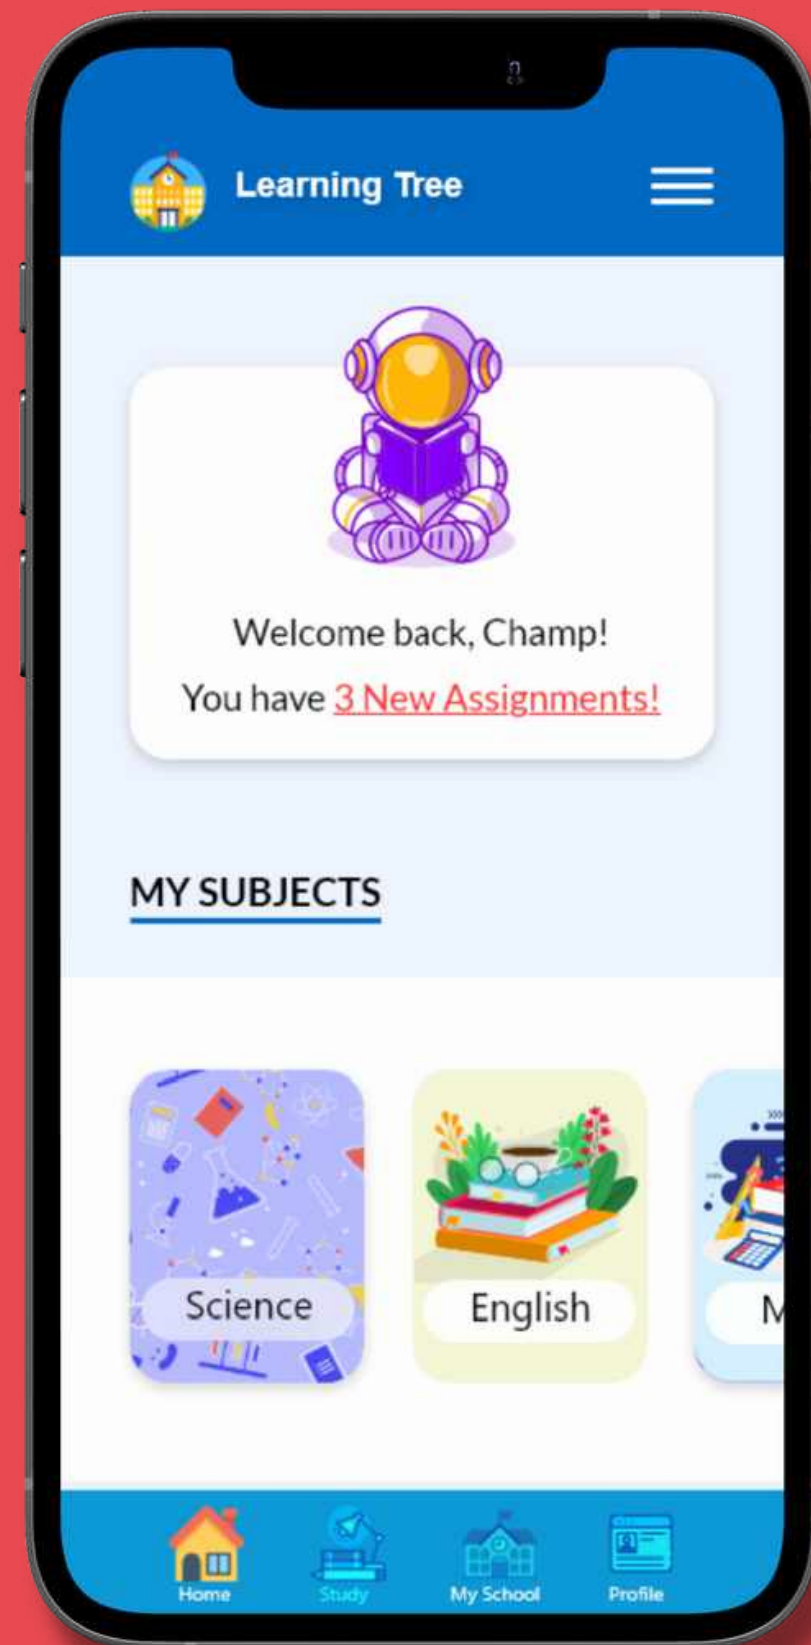 Learning Tree
Welcome back, Champ!
You have 3 New Assignments!
MY SUBJECTS
Science
English
M
Home
Study
My School
Profile